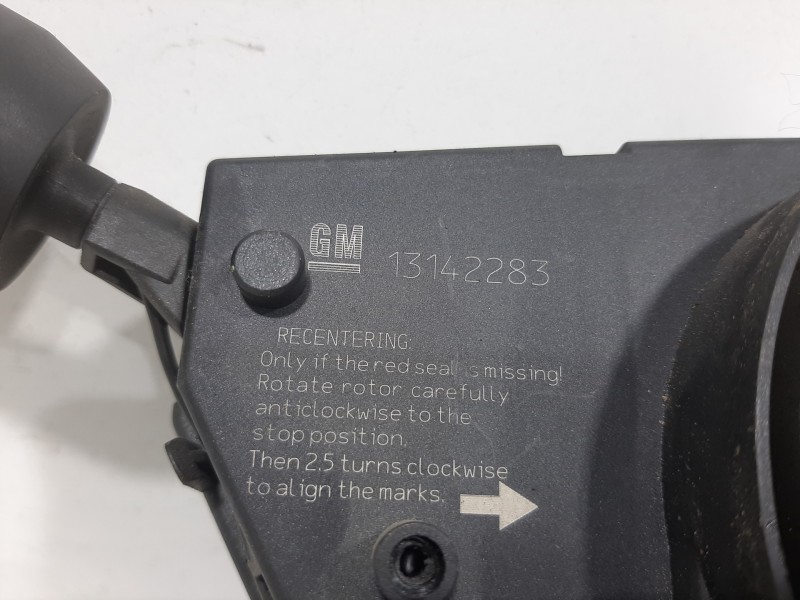 GM 13142283
RECENTERING:
Only if the red seal is missing!
Rotate rotor carefully
anticlockwise to the
stop position.
Then 2.5 turns clockwise
to align the marks.